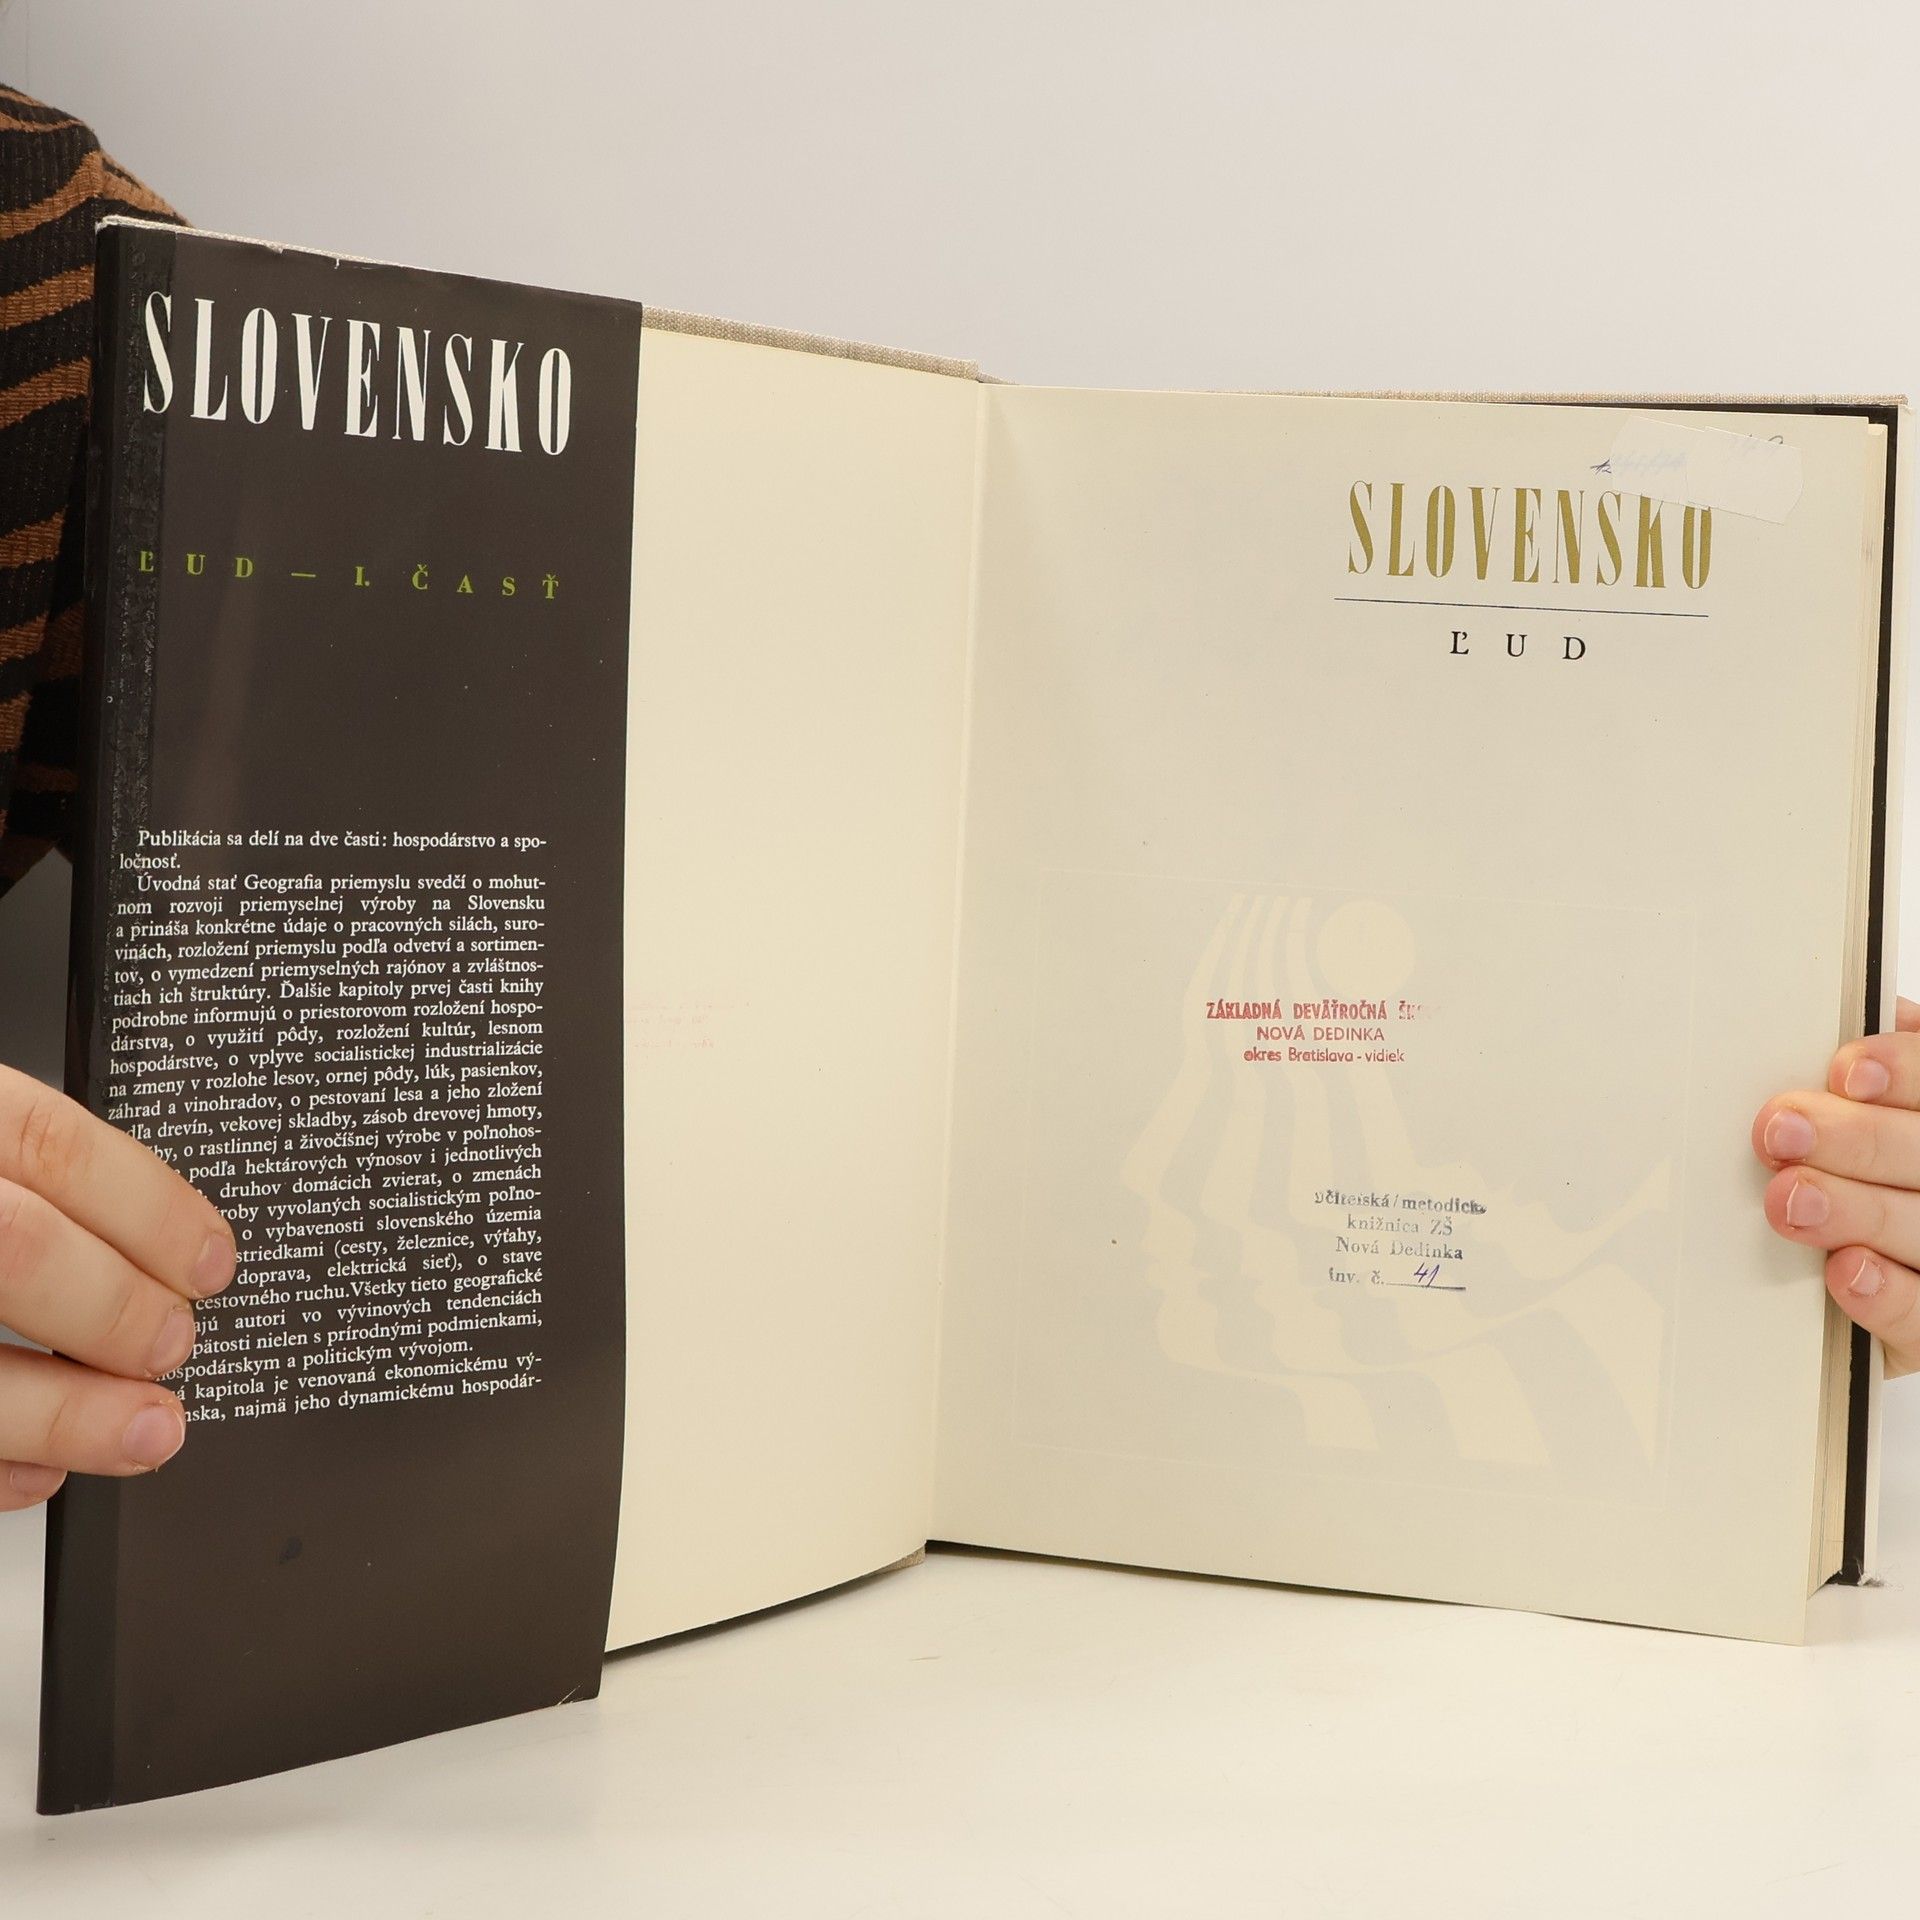 SLOVENSKO
ĽUD — I. ČASŤ
Publikácia sa delí na dve časti: hospodárstvo a spo-
ločnosť.
Úvodná stať Geografia priemyslu svedčí o mohut-
nom rozvoji priemyselnej výroby na Slovensku
a prináša konkrétne údaje o pracovných silách, suro-
vinách, rozložení priemyslu podľa odvetví a sortimen-
tov, o vymedzení priemyselných rajónov a zvláštnos-
tiach ich štruktúry. Ďalšie kapitoly prvej časti knihy
podrobne informujú o priestorovom rozložení hospo-
dárstva, o využití pôdy, rozložení kultúr, lesnom
hospodárstve, o vplyve socialistickej industrializácie
na zmeny v rozlohe lesov, ornej pôdy, lúk, pasienkov,
záhrad a vinohradov, o pestovaní lesa a jeho zložení
dľa drevín, vekovej skladby, zásob drevovej hmoty,
by, o rastlinnej a živočíšnej výrobe v poľnohos-
podľa hektárových výnosov i jednotlivých
druhov domácich zvierat, o zmenách
roby vyvolaných socialistickým poľno-
o vybavenosti slovenského územia
striedkami (cesty, železnice, výťahy,
doprava, elektrická sieť), o stave
cestovného ruchu. Všetky tieto geografické
ajú autori vo vývinových tendenciách
pätosti nielen s prírodnými podmienkami,
hospodárskym a politickým vývojom.
á kapitola je venovaná ekonomickému vý-
nska, najmä jeho dynamickému hospodár-
SLOVENSKO
ĽUD
ZÁKLADNÁ DEVÄŤROČNÁ
NOVÁ DEDINKA
okres Bratislava - vidiek
učiteľská/metodick
knižnica ZŠ
Nová Dedinka
inv. č. 41